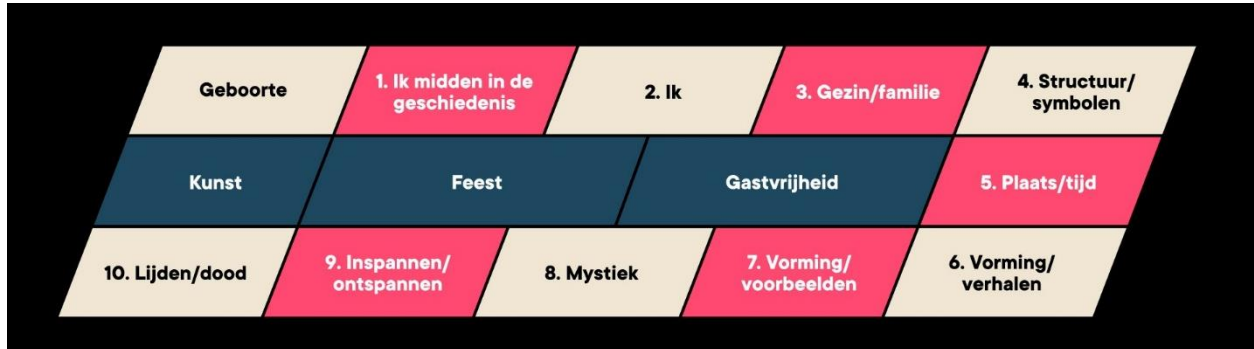 Geboorte
1. Ik midden in de
geschiedenis
2. Ik
3. Gezin/familie
4. Structuur/
symbolen
Kunst
Feest
Gastvrijheid
5. Plaats/tijd
10. Lijden/dood
9. Inspannen/
ontspannen
8. Mystiek
7. Vorming/
voorbeelden
6. Vorming/
verhalen